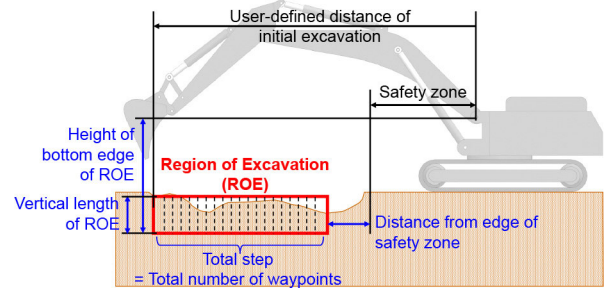 User-defined distance of
initial excavation
Safety zone
Height of
bottom edge
of ROE
Region of Excavation
(ROE)
Vertical length
of ROE
Distance from edge of
safety zone
Total step
= Total number of waypoints